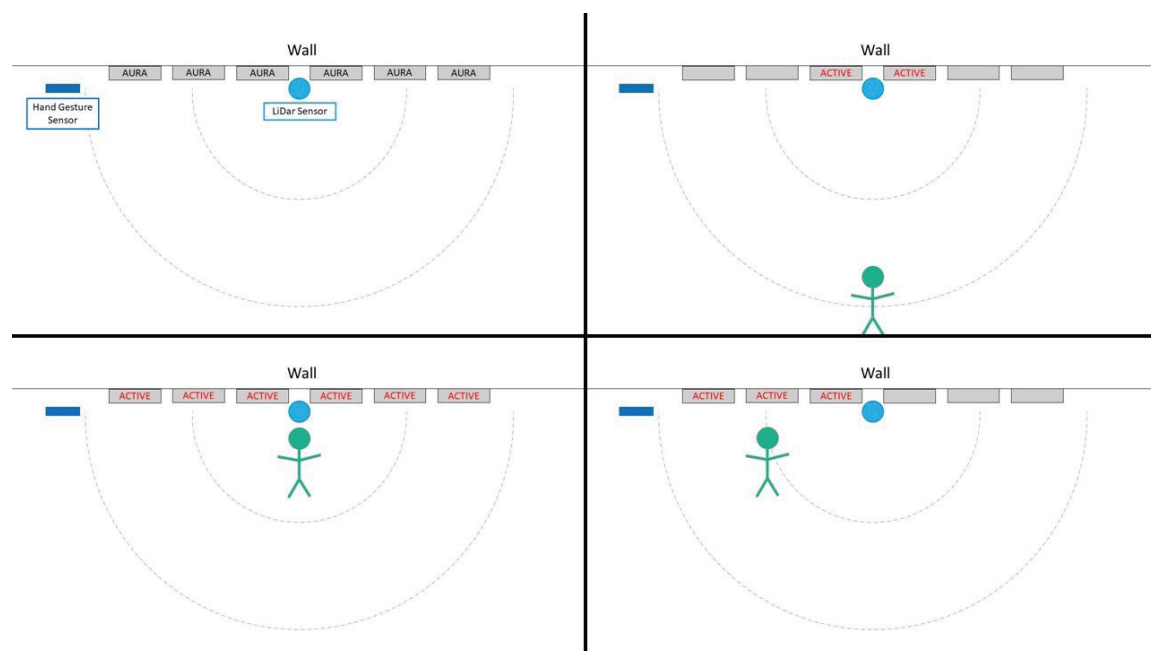 Wall
AURA AURA AURA AURA AURA AURA
Hand Gesture
Sensor
LiDar Sensor
Wall
ACTIVE ACTIVE
Wall
ACTIVE ACTIVE ACTIVE ACTIVE ACTIVE ACTIVE
Wall
ACTIVE ACTIVE ACTIVE